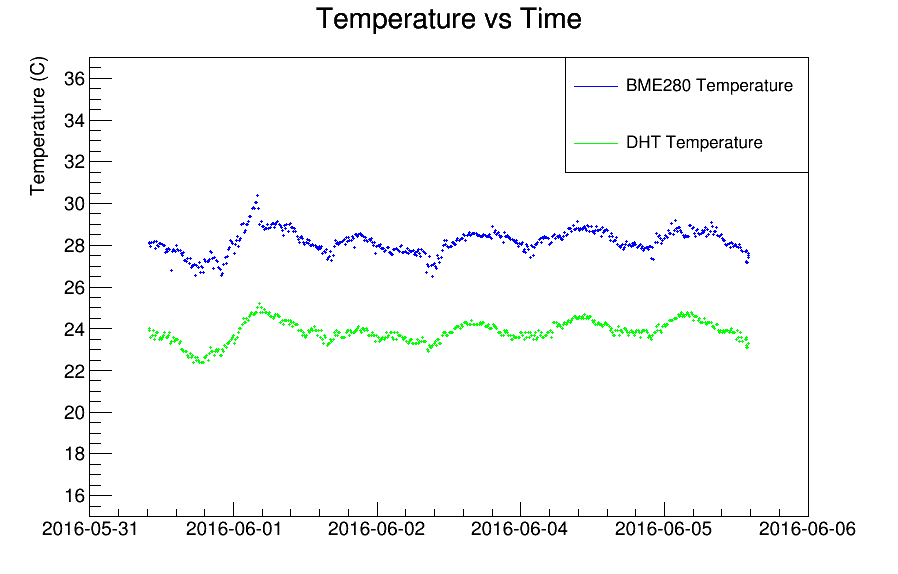 Temperature vs Time
Temperature (C)
36
34
32
30
28
26
24
22
20
18
16
BME280 Temperature
DHT Temperature
2016-05-31 2016-06-01 2016-06-02 2016-06-04 2016-06-05 2016-06-06